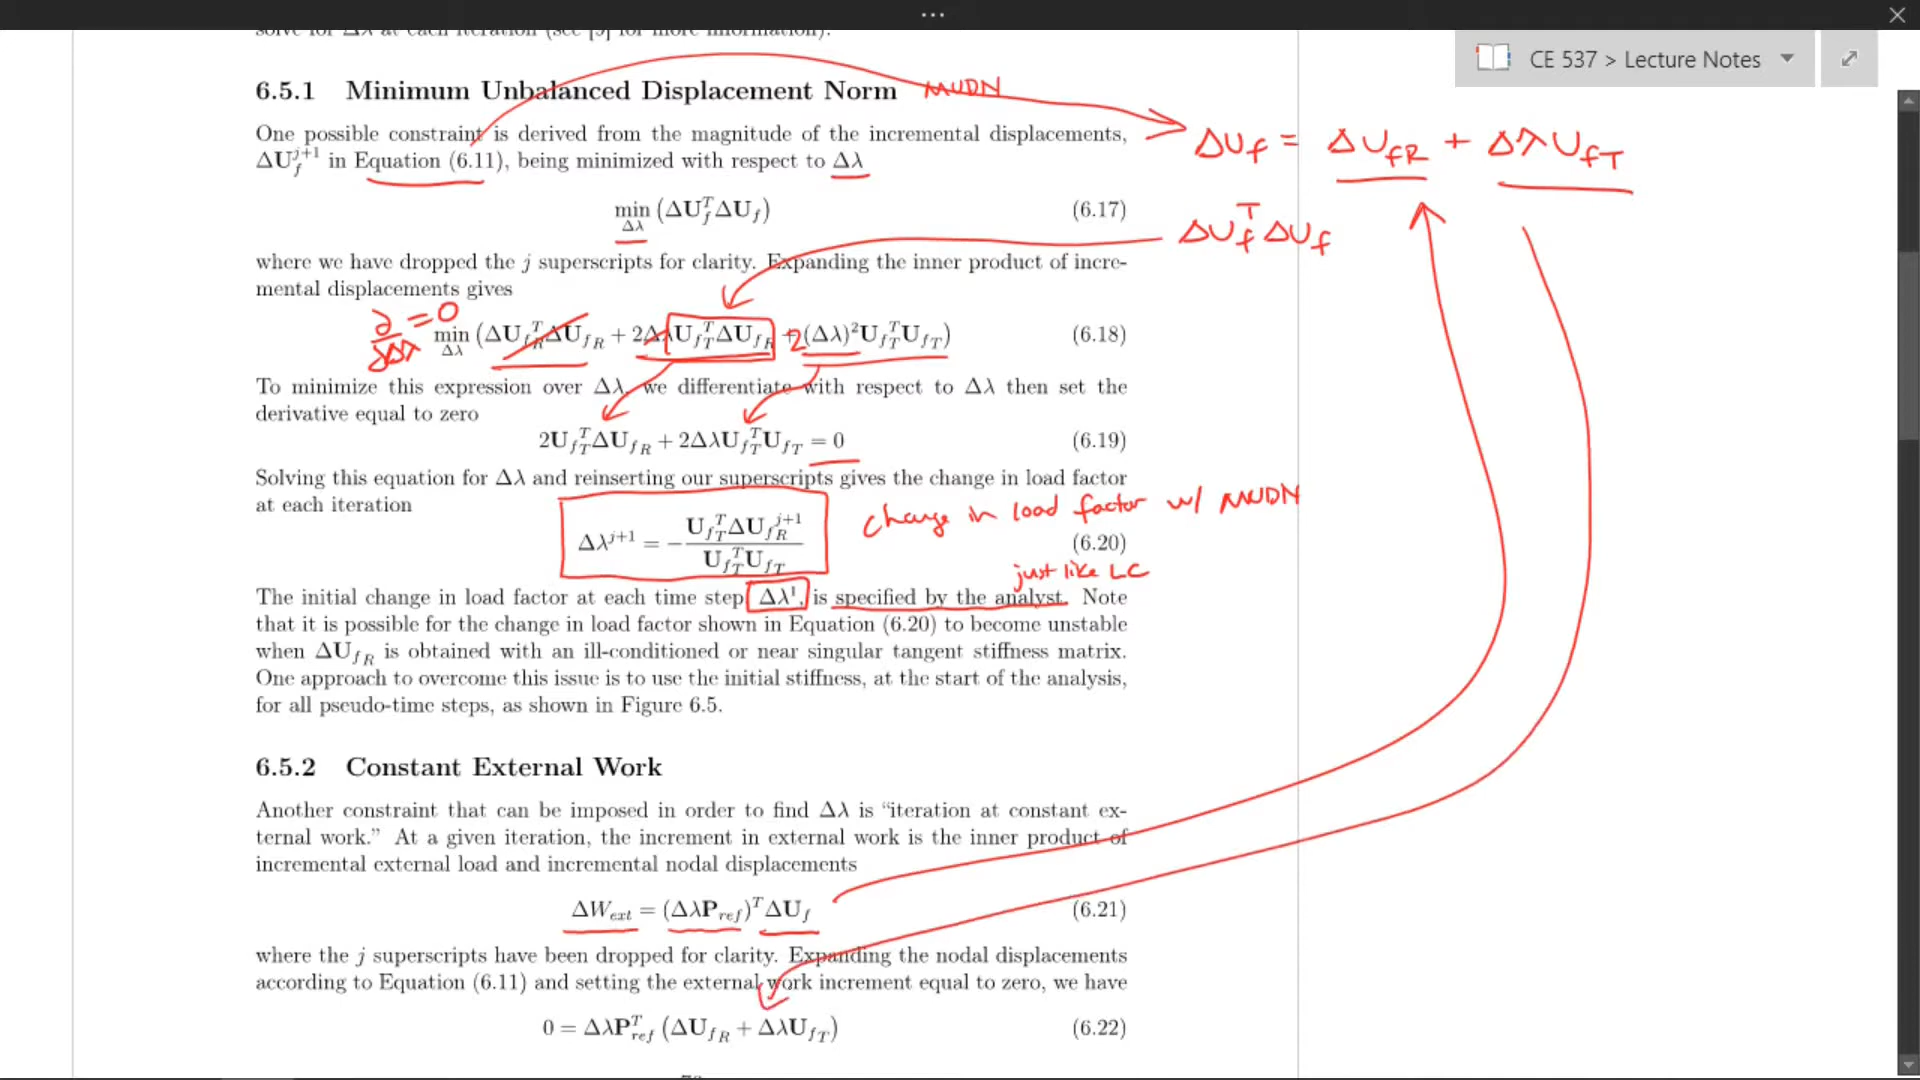 CE 537 > Lecture Notes
6.5.1 Minimum Unbalanced Displacement Norm MUDN
One possible constraint is derived from the magnitude of the incremental displacements,
ΔU_f^{j+1} in Equation (6.11), being minimized with respect to Δλ
ΔU_f = ΔU_{fR} + Δλ U_{fT}
min_{Δλ} (ΔU_f^T ΔU_f) (6.17)
ΔU_f^T ΔU_f
where we have dropped the j superscripts for clarity. Expanding the inner product of incre-
mental displacements gives
∂/∂Δλ = 0
min_{Δλ} (ΔU_{fR}^T ΔU_{fR} + 2Δλ U_{fT}^T ΔU_{fR} + (Δλ)^2 U_{fT}^T U_{fT}) (6.18)
2
To minimize this expression over Δλ, we differentiate with respect to Δλ then set the
derivative equal to zero
2U_{fT}^T ΔU_{fR} + 2Δλ U_{fT}^T U_{fT} = 0 (6.19)
Solving this equation for Δλ and reinserting our superscripts gives the change in load factor
at each iteration
change in load factor w/ MUDN
Δλ^{j+1} = - U_{fT}^T ΔU_{fR}^{j+1} / U_{fT}^T U_{fT} (6.20)
just like LC
The initial change in load factor at each time step, Δλ^1, is specified by the analyst. Note
that it is possible for the change in load factor shown in Equation (6.20) to become unstable
when ΔU_{fR} is obtained with an ill-conditioned or near singular tangent stiffness matrix.
One approach to overcome this issue is to use the initial stiffness, at the start of the analysis,
for all pseudo-time steps, as shown in Figure 6.5.
6.5.2 Constant External Work
Another constraint that can be imposed in order to find Δλ is “iteration at constant ex-
ternal work.” At a given iteration, the increment in external work is the inner product of
incremental external load and incremental nodal displacements
ΔW_{ext} = (ΔλP_{ref})^T ΔU_f (6.21)
where the j superscripts have been dropped for clarity. Expanding the nodal displacements
according to Equation (6.11) and setting the external work increment equal to zero, we have
0 = ΔλP_{ref}^T (ΔU_{fR} + ΔλU_{fT}) (6.22)